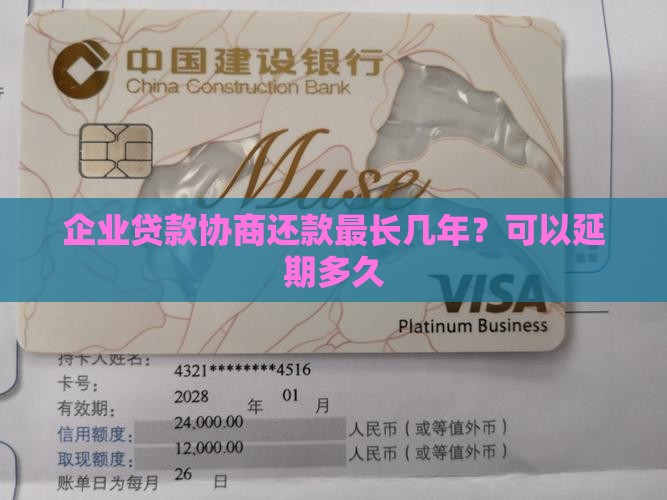 中国建设银行
China Construction Bank
Muse
企业贷款协商还款最长几年？可以延
期多久
VISA
Platinum Business
持卡人姓名：
卡号： 4321********4516
有效期： 2028 年 01 月
信用额度： 24,000.00 人民币（或等值外币）
取现额度： 12,000.00 人民币（或等值外币）
账单日为每月 26 日